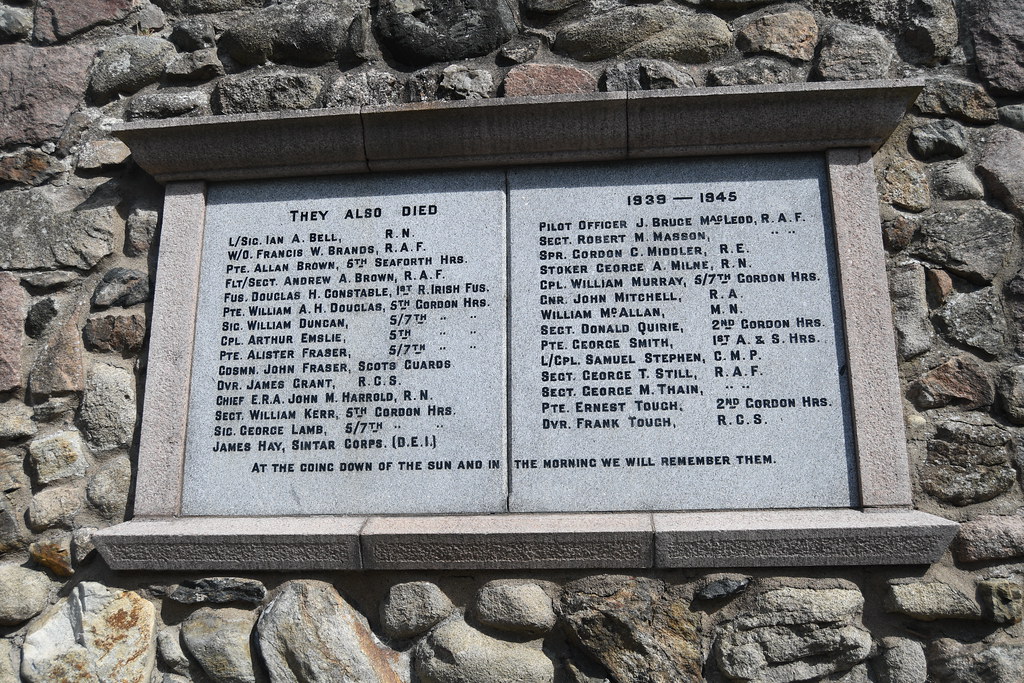 THEY ALSO DIED
L/SIG. IAN A. BELL, R.N.
W/O. FRANCIS W. BRANDS, R.A.F.
PTE. ALLAN BROWN, 5TH SEAFORTH HRS.
FLT/SGT. ANDREW A. BROWN, R.A.F.
FUS. DOUGLAS H. CONSTABLE, 1ST R. IRISH FUS.
PTE. WILLIAM A.H. DOUGLAS, 5TH GORDON HRS.
SIG. WILLIAM DUNCAN, 5/7TH " "
CPL. ARTHUR EMSLIE, 5TH " "
PTE. ALISTER FRASER, 5/7TH " "
GDSMN. JOHN FRASER, SCOTS GUARDS
DVR. JAMES GRANT, R.C.S.
CHIEF E.R.A. JOHN M. HARROLD, R.N.
SGT. WILLIAM KERR, 5TH GORDON HRS.
SIG. GEORGE LAMB, 5/7TH " "
JAMES HAY, SINTAR CORPS. (D.E.I.)
1939 — 1945
PILOT OFFICER J. BRUCE MACLEOD, R.A.F.
SGT. ROBERT M. MASSON, " "
SPR. GORDON C. MIDDLER, R.E.
STOKER GEORGE A. MILNE, R.N.
CPL. WILLIAM MURRAY, 5/7TH GORDON HRS.
GNR. JOHN MITCHELL, R.A.
WILLIAM MCALLAN, M.N.
SGT. DONALD QUIRIE, 2ND GORDON HRS.
PTE. GEORGE SMITH, 1ST A. & S. HRS.
L/CPL. SAMUEL STEPHEN, C.M.P.
SGT. GEORGE T. STILL, R.A.F.
SGT. GEORGE M. THAIN, " "
PTE. ERNEST TOUGH, 2ND GORDON HRS.
DVR. FRANK TOUGH, R.C.S.
AT THE GOING DOWN OF THE SUN AND IN THE MORNING WE WILL REMEMBER THEM.